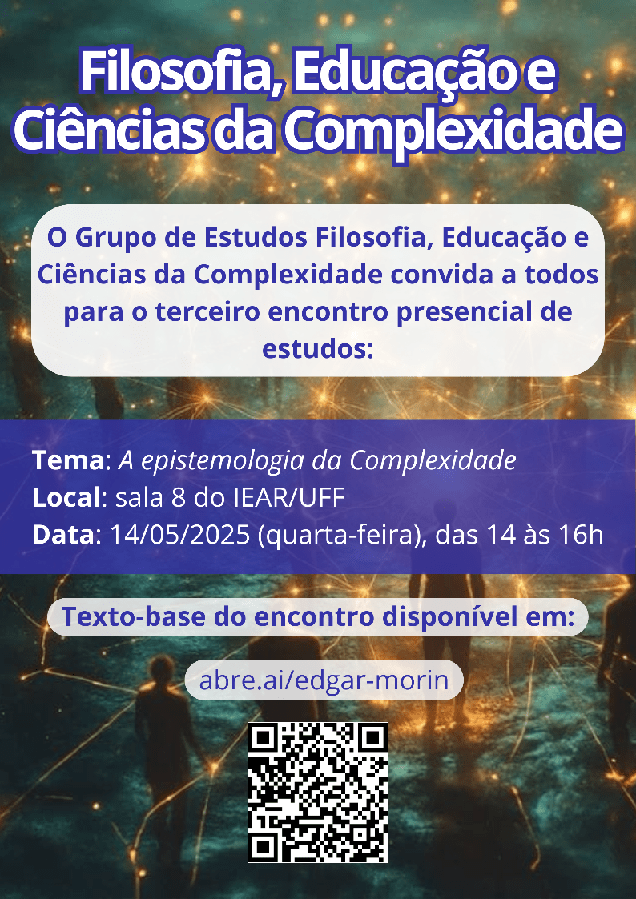 Filosofia, Educação e
Ciências da Complexidade
O Grupo de Estudos Filosofia, Educação e
Ciências da Complexidade convida a todos
para o terceiro encontro presencial de
estudos:
Tema: A epistemologia da Complexidade
Local: sala 8 do IEAR/UFF
Data: 14/05/2025 (quarta-feira), das 14 às 16h
Texto-base do encontro disponível em:
abre.ai/edgar-morin